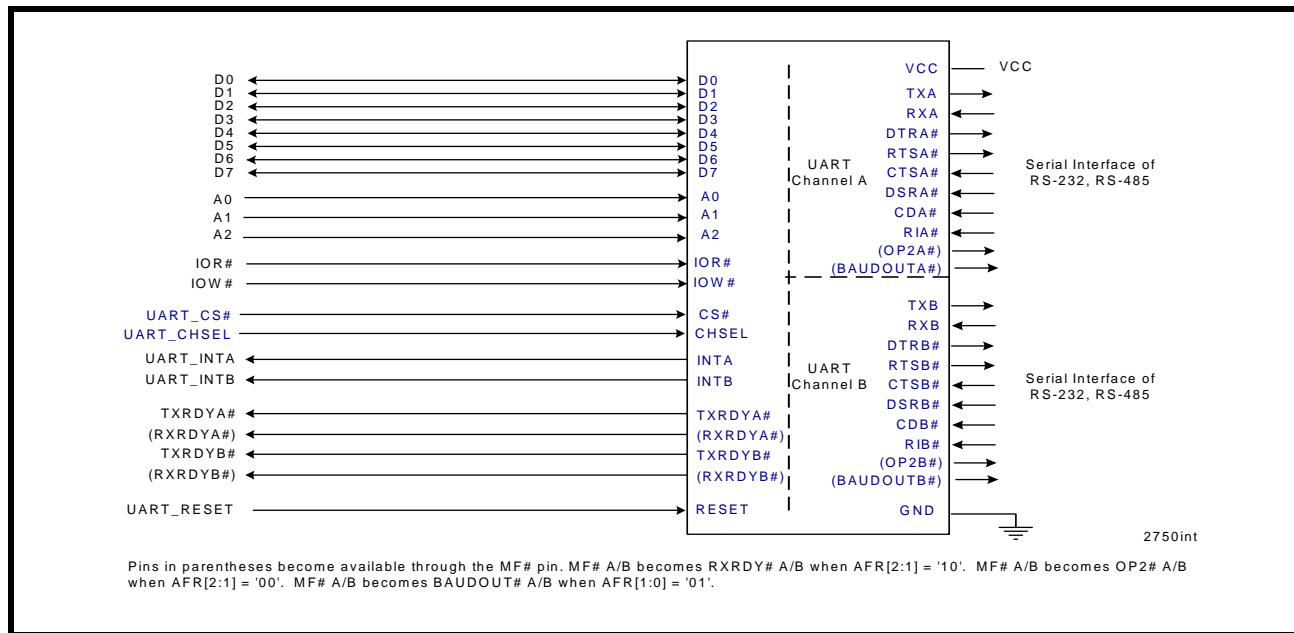 D0
D1
D2
D3
D4
D5
D6
D7
A0
A1
A2
IOR#
IOW#
UART_CS#
UART_CHSEL
UART_INTA
UART_INTB
TXRDYA#
(RXRDYA#)
TXRDYB#
(RXRDYB#)
UART_RESET
D0
D1
D2
D3
D4
D5
D6
D7
A0
A1
A2
IOR#
IOW#
CS#
CHSEL
INTA
INTB
TXRDYA#
(RXRDYA#)
TXRDYB#
(RXRDYB#)
RESET
UART
Channel A
UART
Channel B
VCC
TXA
RXA
DTRA#
RTSA#
CTSA#
DSRA#
CDA#
RIA#
(OP2A#)
(BAUDOUTA#)
TXB
RXB
DTRB#
RTSB#
CTSB#
DSRB#
CDB#
RIB#
(OP2B#)
(BAUDOUTB#)
GND
VCC
Serial Interface of
RS-232, RS-485
Serial Interface of
RS-232, RS-485
2750int
Pins in parentheses become available through the MF# pin. MF# A/B becomes RXRDY# A/B when AFR[2:1] = '10'. MF# A/B becomes OP2# A/B
when AFR[2:1] = '00'. MF# A/B becomes BAUDOUT# A/B when AFR[1:0] = '01'.